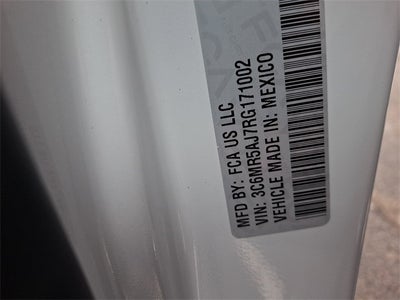 MFD BY: FCA US LLC
VIN: 3C6MR5AJ7RG171002
VEHICLE MADE IN: MEXICO